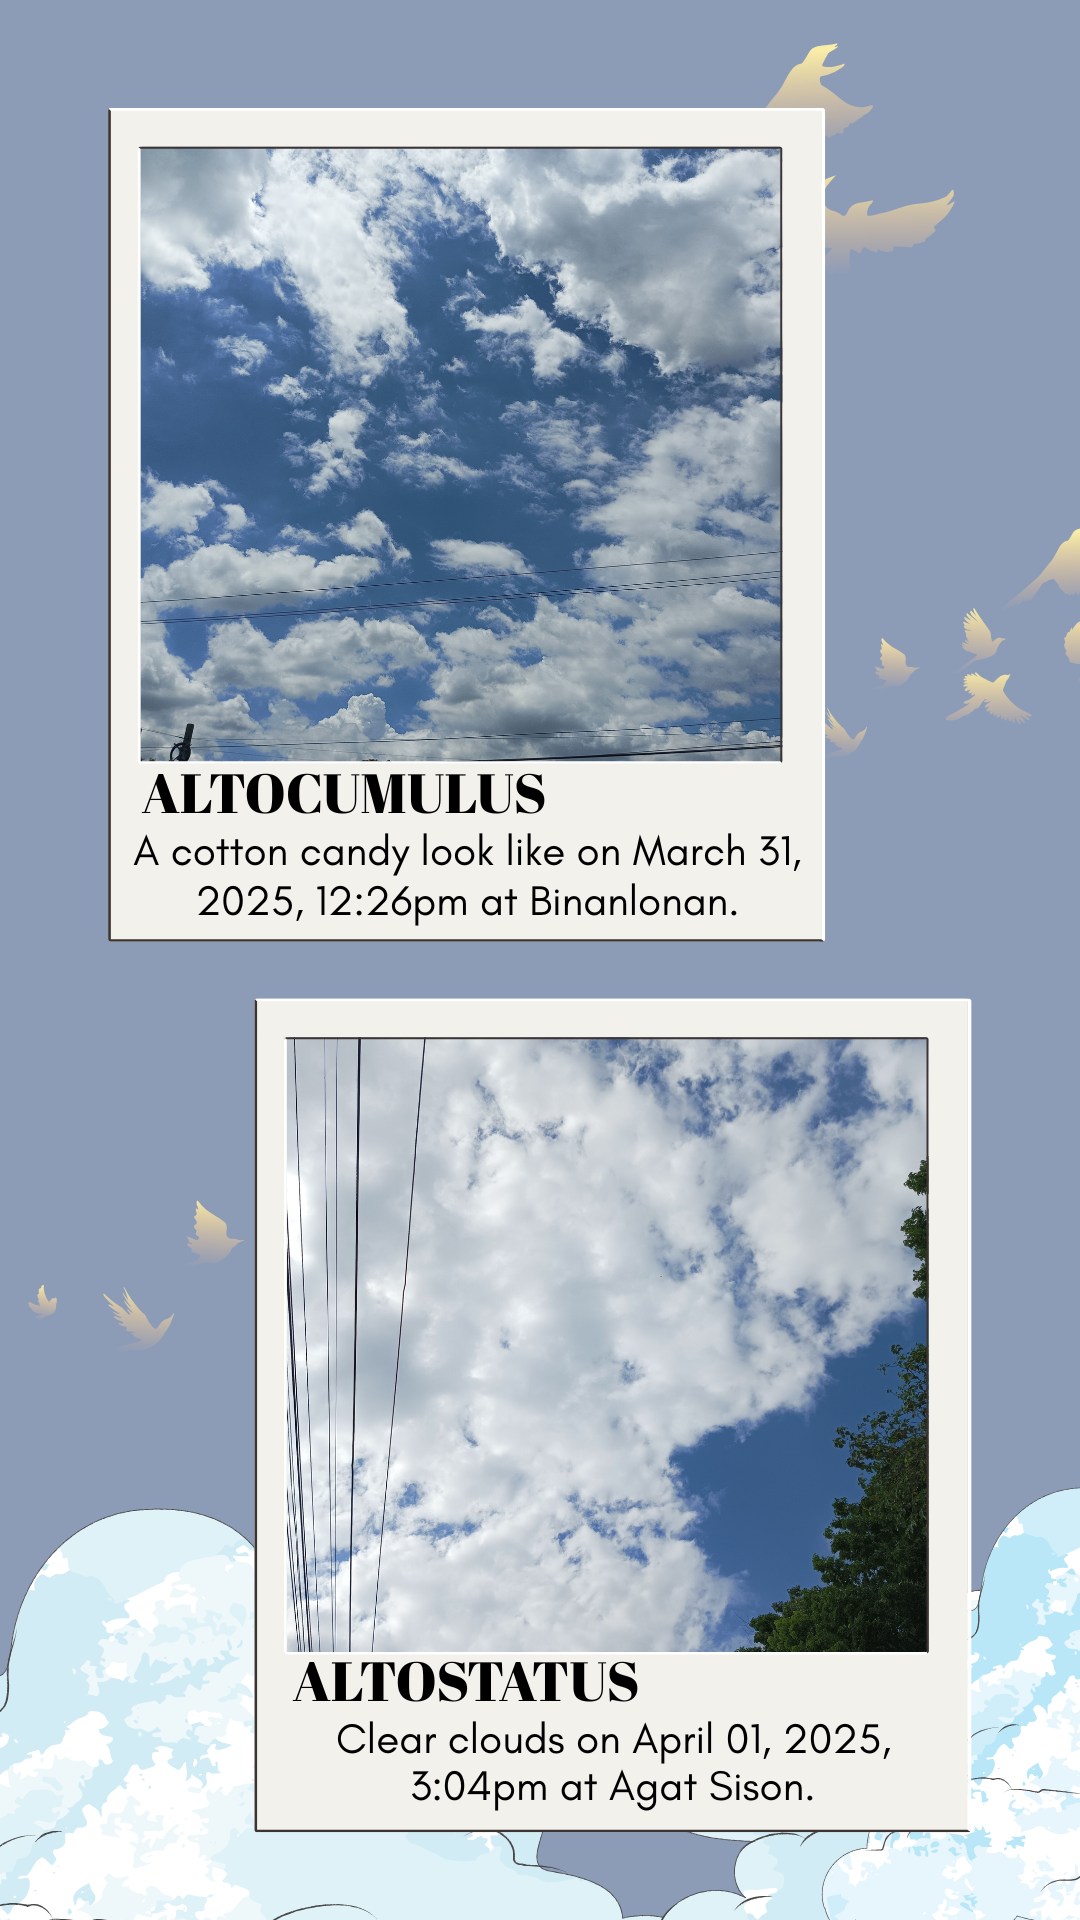 ALTOCUMULUS
A cotton candy look like on March 31,
2025, 12:26pm at Binanlonan.
ALTOSTATUS
Clear clouds on April 01, 2025,
3:04pm at Agat Sison.